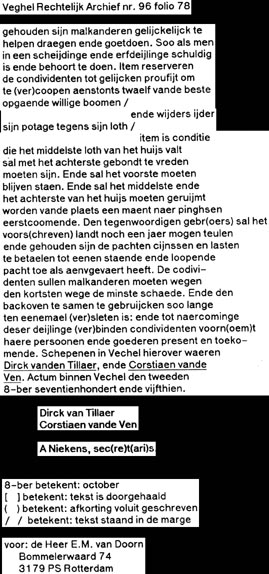 Veghel Rechtelijk Archief nr. 96 folio 78
gehouden sijn malkanderen gelijckelijck te
helpen draegen ende goetdoen. Soo als men
in een scheijdinge ende erfdeijlinge schuldig
is ende behoort te doen. Item reserveren
de condividenten tot gelijcken proufijt om
te (ver)coopen aenstonts twaelf vande beste
opgaende willige boomen /
ende wijders ijder
sijn potage tegens sijn loth /
item is conditie
die het middelste loth van het huijs valt
sal met het achterste gebondt te vreden
moeten sijn. Ende sal het voorste moeten
blijven staen. Ende sal het middelste ende
het achterste van het huijs moeten geruijmt
worden vande plaets een maent naer pinghsen
eerstcoomende. Den tegenwoordigen gebr(oers) sal het
voors(chreven) landt noch een jaer mogen teulen
ende gehouden sijn de pachten cijnssen en lasten
te betaelen tot eenen staende ende loopende
pacht toe als aenvgevaert heeft. De codivi-
denten sullen malkanderen moeten wegen
den kortsten wege de minste schaede. Ende den
backoven te samen te gebruijcken soo lange
ten eenemael (ver)sleten is: ende tot naercominge
deser deijlinge (ver)binden condividenten voorn(oem)t
haere persoonen ende goederen present en toeko-
mende. Schepenen in Vechel hierover waeren
Dirck vanden Tillaer, ende Corstiaen vande
Ven. Actum binnen Vechel den tweeden
8-ber seventienhondert ende vijfthien.
Dirck van Tillaer
Corstiaen vande Ven
A Niekens, sec(re)t(ari)s
8-ber betekent: october
[ ] betekent: tekst is doorgehaald
( ) betekent: afkorting voluit geschreven
/ / betekent: tekst staand in de marge
voor: de Heer E.M. van Doorn
Bommelerwaard 74
3179 PS Rotterdam